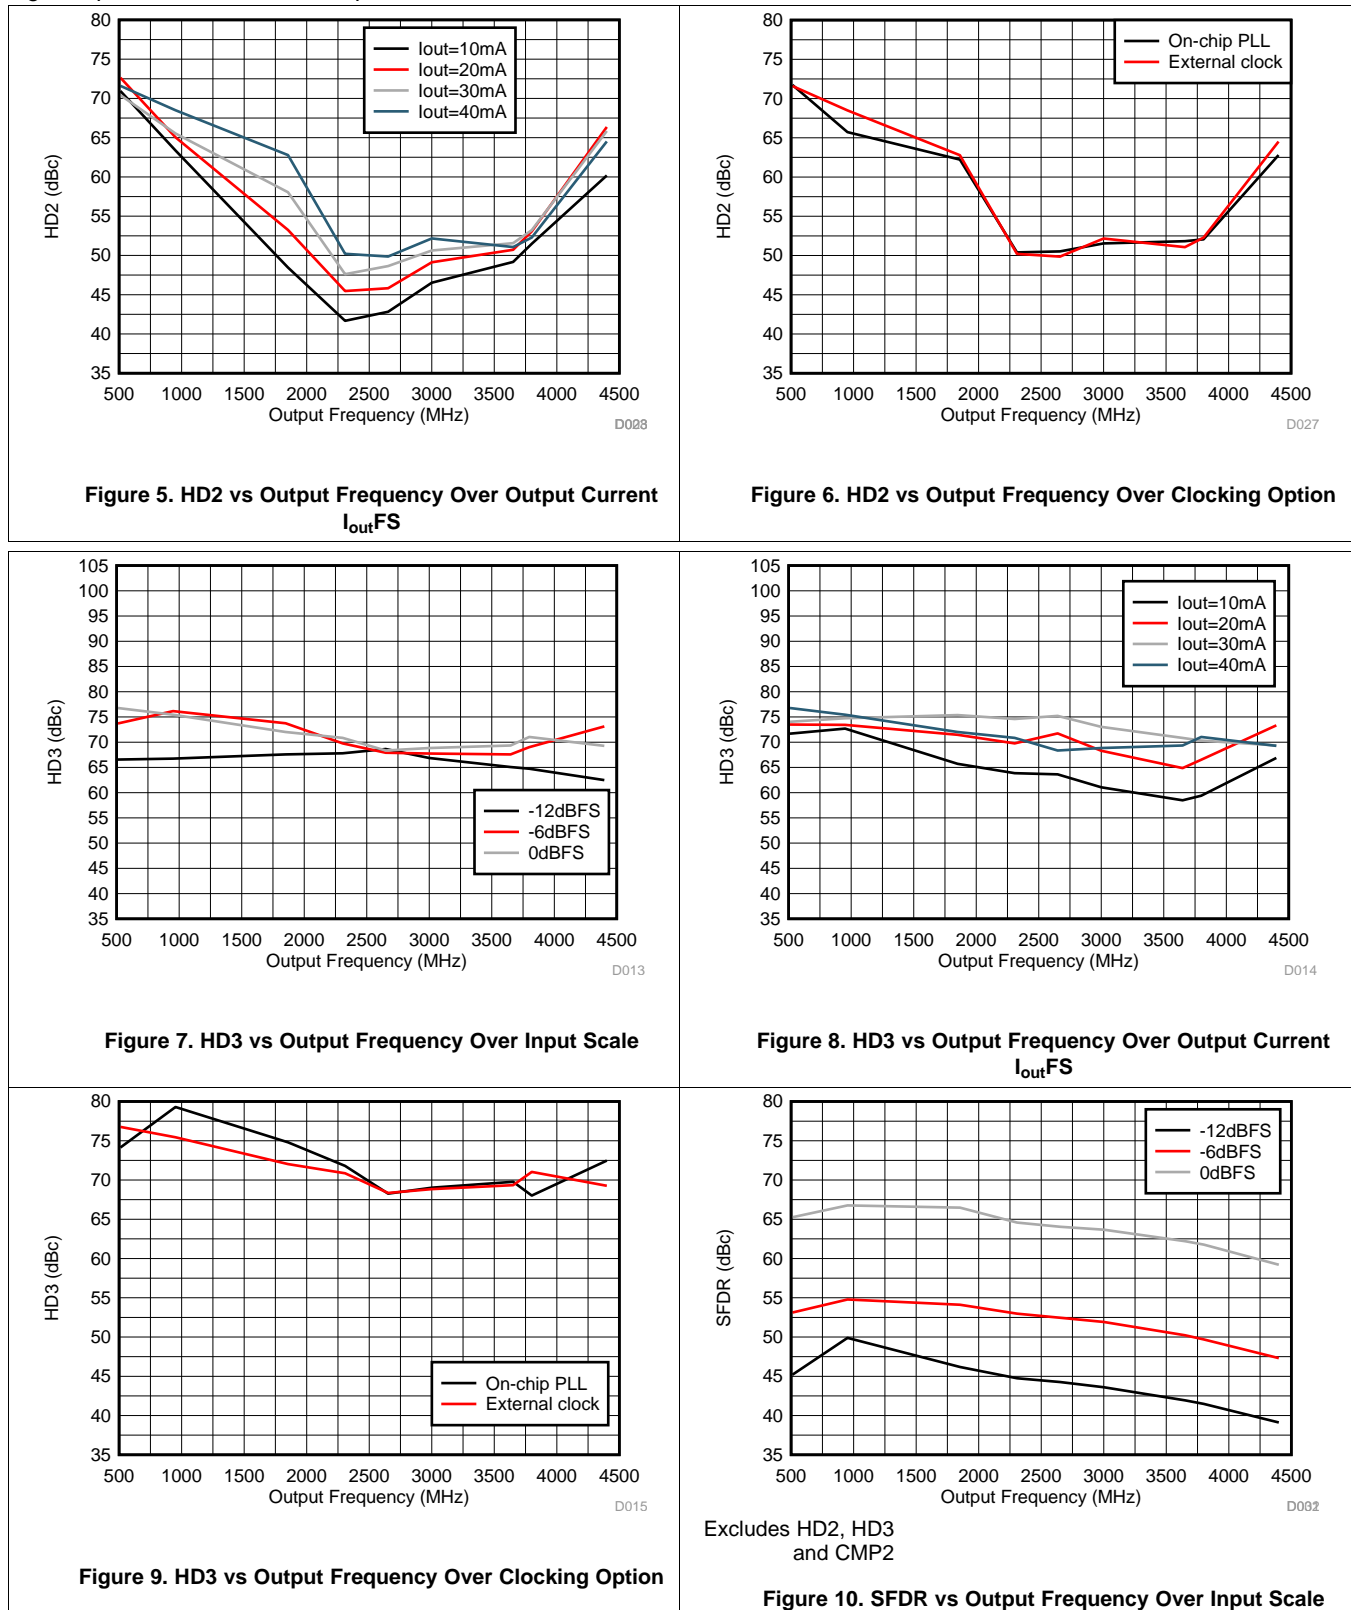 80
75
70
65
60
55
50
45
40
35
HD2 (dBc)
Iout=10mA
Iout=20mA
Iout=30mA
Iout=40mA
500 1000 1500 2000 2500 3000 3500 4000 4500
Output Frequency (MHz)
Figure 5. HD2 vs Output Frequency Over Output Current
IoutFS
80
75
70
65
60
55
50
45
40
35
HD2 (dBc)
On-chip PLL
External clock
500 1000 1500 2000 2500 3000 3500 4000 4500
Output Frequency (MHz)
D027
Figure 6. HD2 vs Output Frequency Over Clocking Option
105
100
95
90
85
80
75
70
65
60
55
50
45
40
35
HD3 (dBc)
-12dBFS
-6dBFS
0dBFS
500 1000 1500 2000 2500 3000 3500 4000 4500
Output Frequency (MHz)
D013
Figure 7. HD3 vs Output Frequency Over Input Scale
105
100
95
90
85
80
75
70
65
60
55
50
45
40
35
HD3 (dBc)
Iout=10mA
Iout=20mA
Iout=30mA
Iout=40mA
500 1000 1500 2000 2500 3000 3500 4000 4500
Output Frequency (MHz)
D014
Figure 8. HD3 vs Output Frequency Over Output Current
IoutFS
80
75
70
65
60
55
50
45
40
35
HD3 (dBc)
On-chip PLL
External clock
500 1000 1500 2000 2500 3000 3500 4000 4500
Output Frequency (MHz)
D015
Figure 9. HD3 vs Output Frequency Over Clocking Option
80
75
70
65
60
55
50
45
40
35
SFDR (dBc)
-12dBFS
-6dBFS
0dBFS
500 1000 1500 2000 2500 3000 3500 4000 4500
Output Frequency (MHz)
Excludes HD2, HD3
and CMP2
Figure 10. SFDR vs Output Frequency Over Input Scale